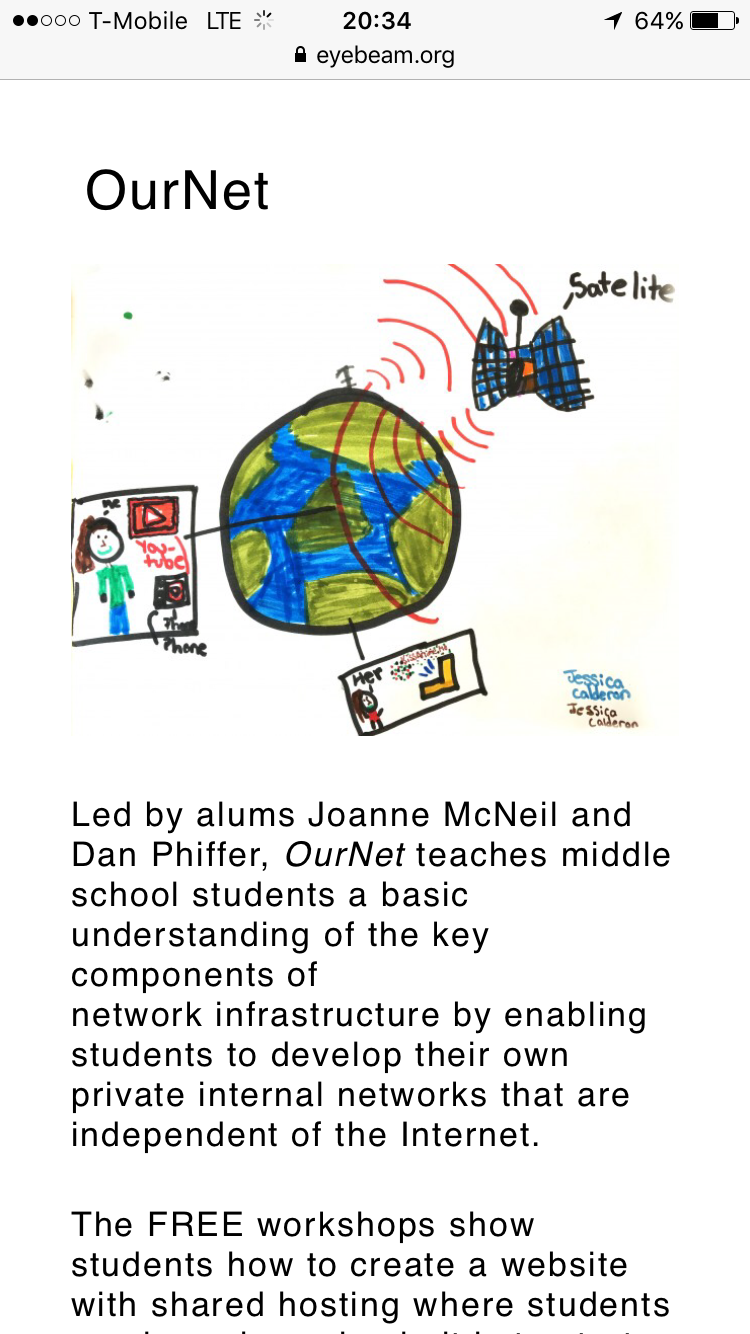 T-Mobile LTE 20:34 64%
eyebeam.org
OurNet
Satelite
me
You-
tube
Phone
Her
Jessica
calderon
Jessica
Calderon
Led by alums Joanne McNeil and
Dan Phiffer, OurNet teaches middle
school students a basic
understanding of the key
components of
network infrastructure by enabling
students to develop their own
private internal networks that are
independent of the Internet.
The FREE workshops show
students how to create a website
with shared hosting where students